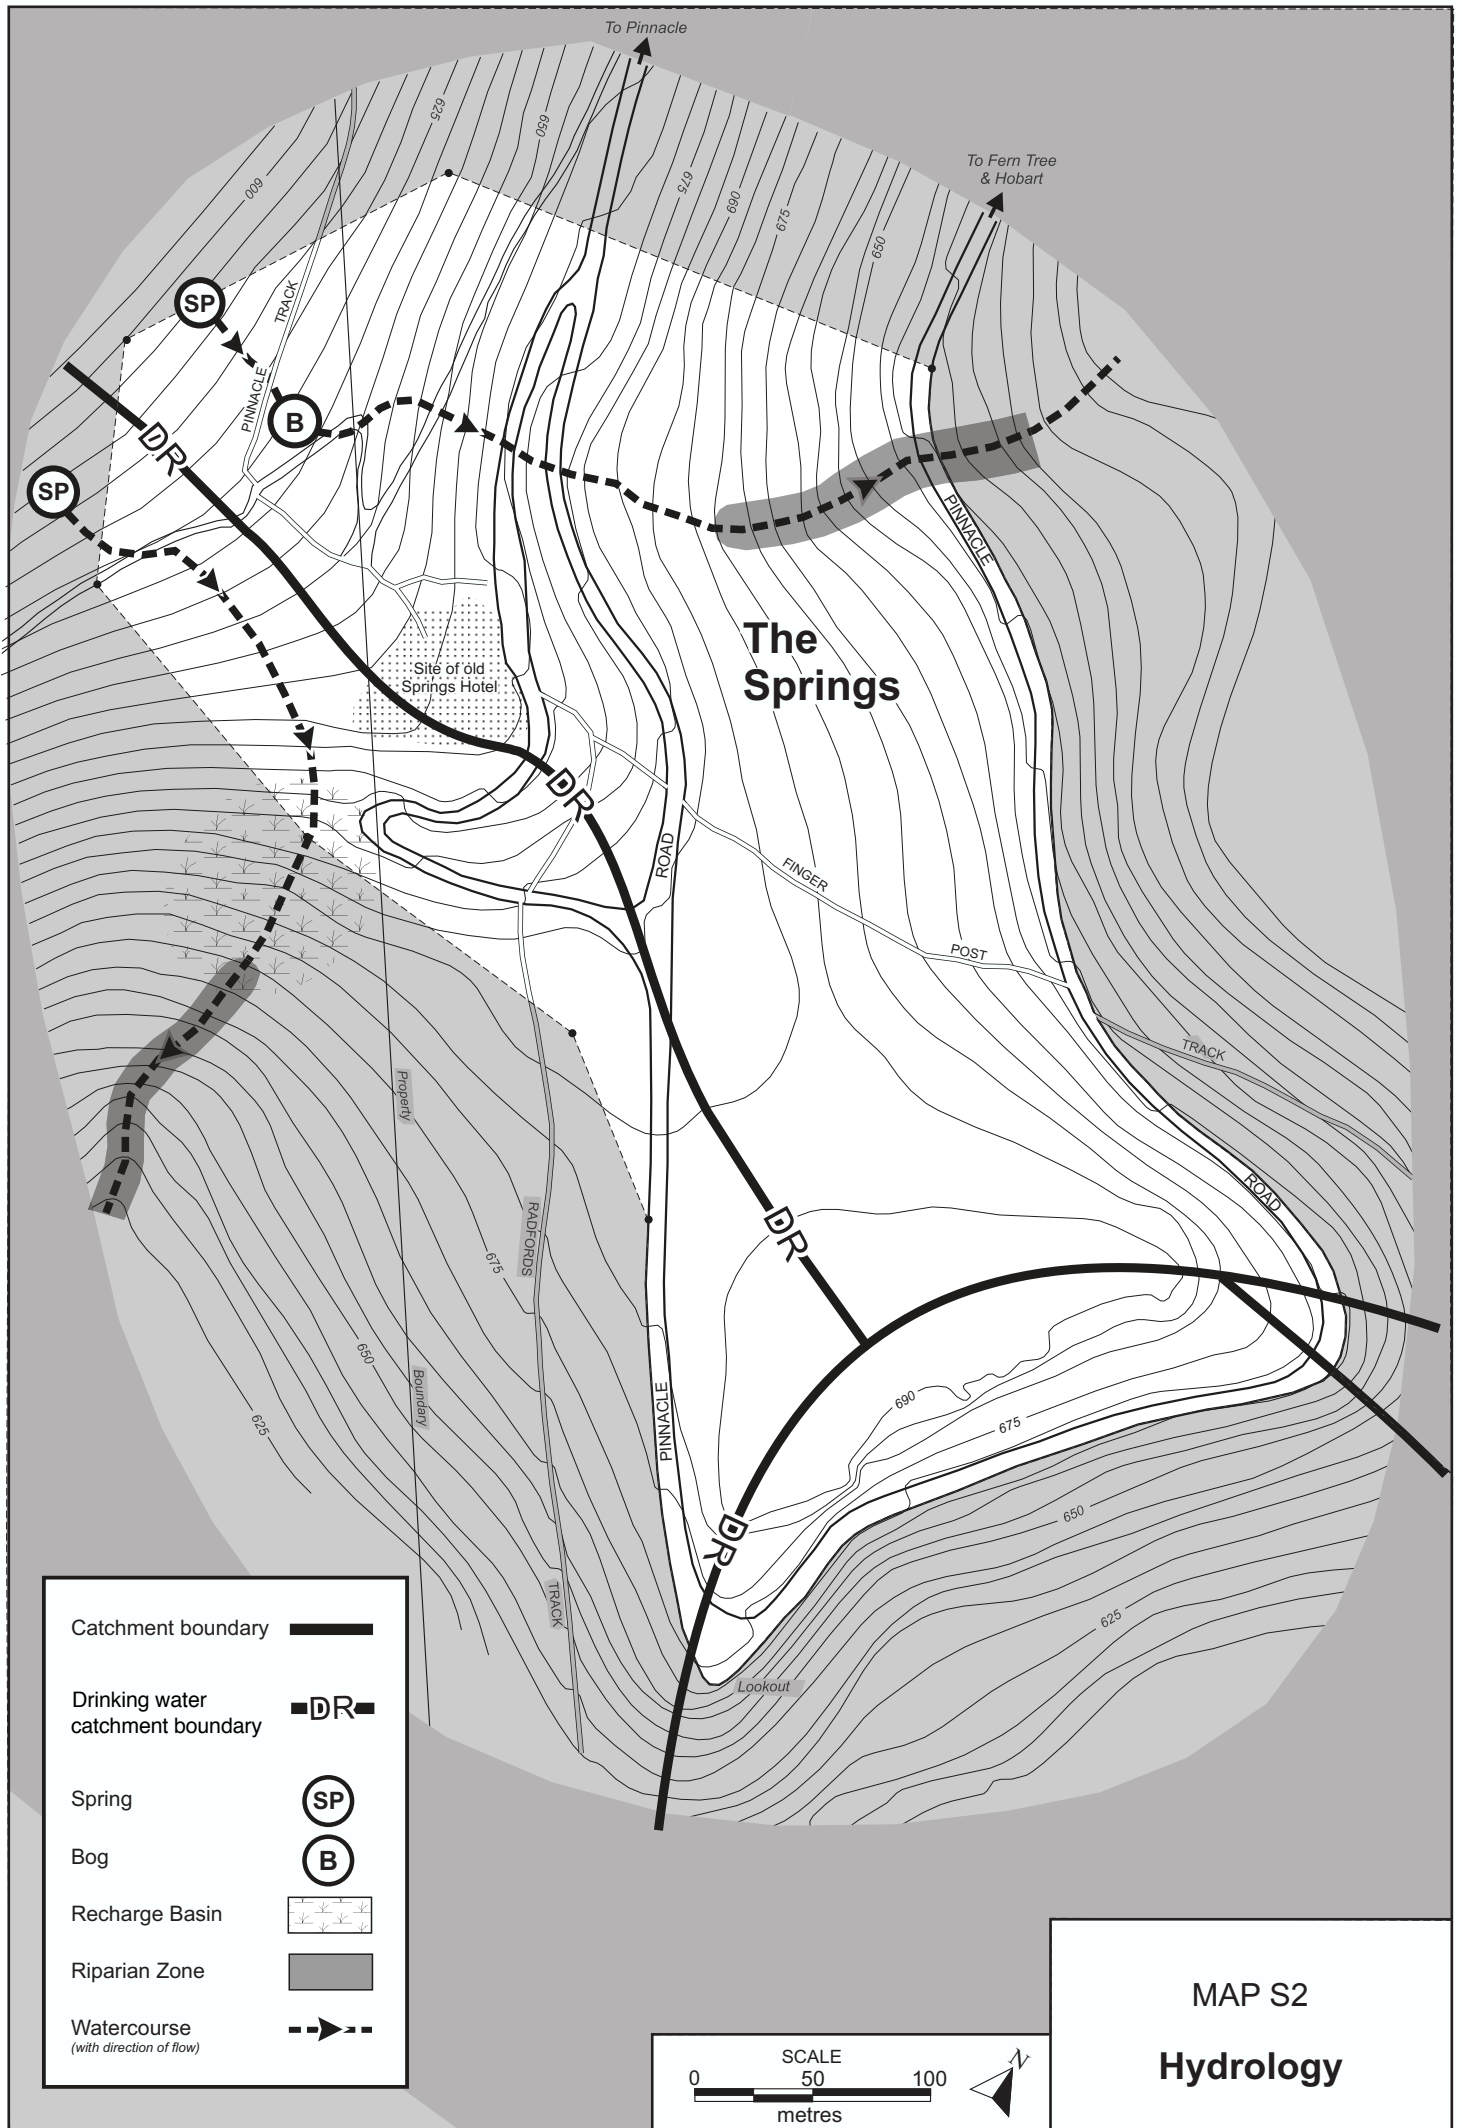 To Pinnacle
To Fern Tree
& Hobart
625
650
600
675
690
675
650
SP
TRACK
PINNACLE
B
DR
SP
PINNACLE
The
Springs
Site of old
Springs Hotel
DR
ROAD
FINGER
POST
TRACK
Property
ROAD
RADFORDS
DR
675
650
Boundary
625
PINNACLE
690
675
650
DR
TRACK
625
Lookout
Catchment boundary
Drinking water
catchment boundary
DR
Spring
SP
Bog
B
Recharge Basin
Riparian Zone
Watercourse
(with direction of flow)
SCALE
0 50 100
metres
N
MAP S2
Hydrology